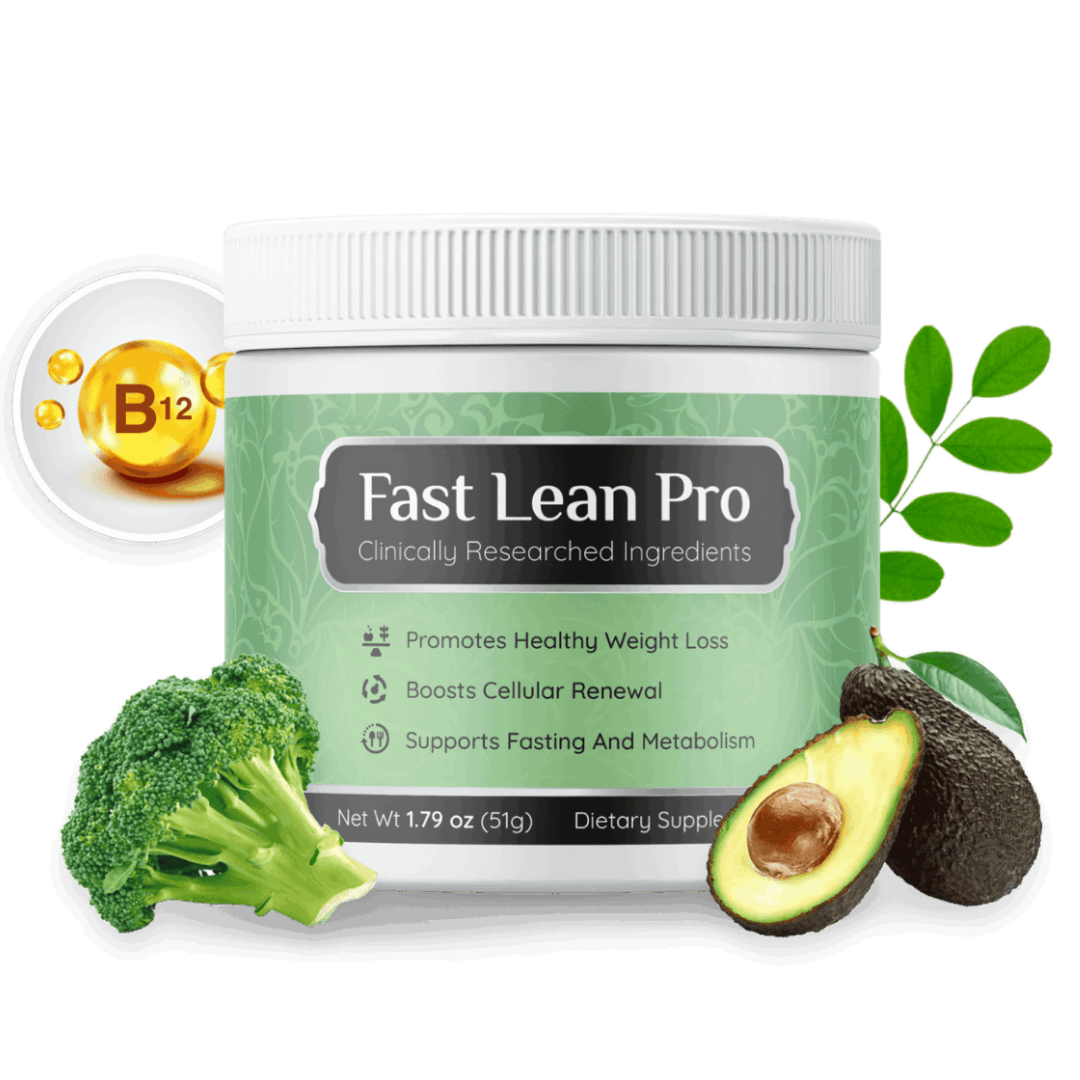 B12
Fast Lean Pro
Clinically Researched Ingredients
Promotes Healthy Weight Loss
Boosts Cellular Renewal
Supports Fasting And Metabolism
Net Wt 1.79 oz (51g) Dietary